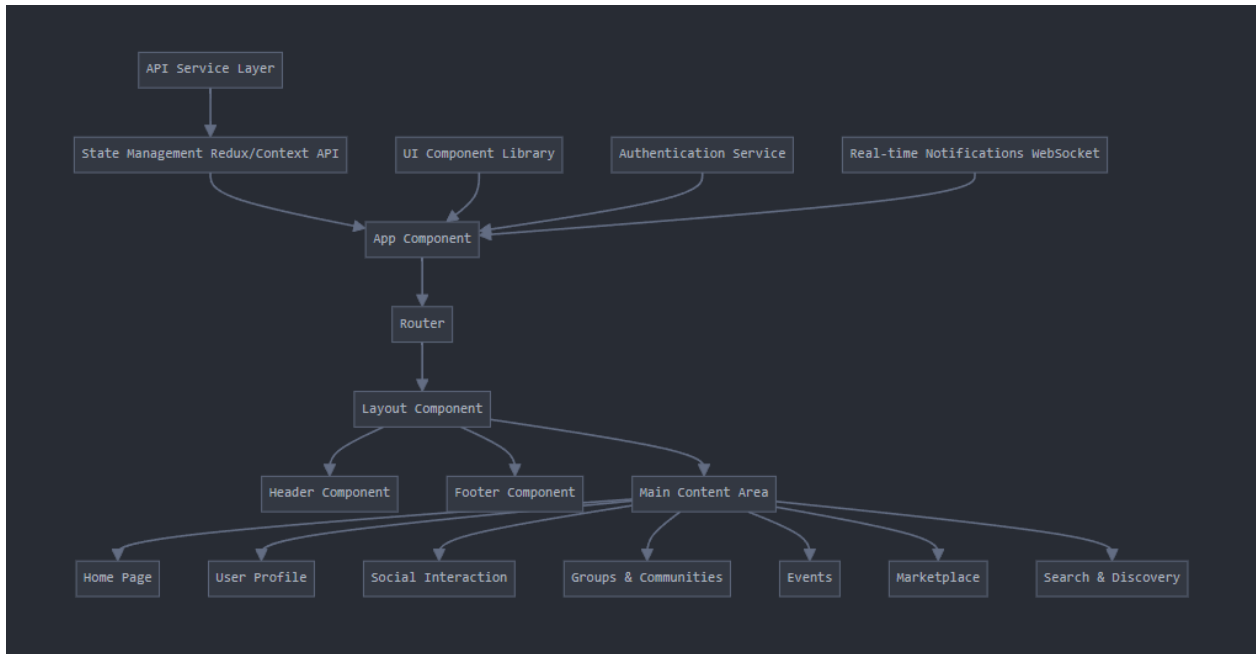 API Service Layer
State Management Redux/Context API
UI Component Library
Authentication Service
Real-time Notifications WebSocket
App Component
Router
Layout Component
Header Component
Footer Component
Main Content Area
Home Page
User Profile
Social Interaction
Groups & Communities
Events
Marketplace
Search & Discovery